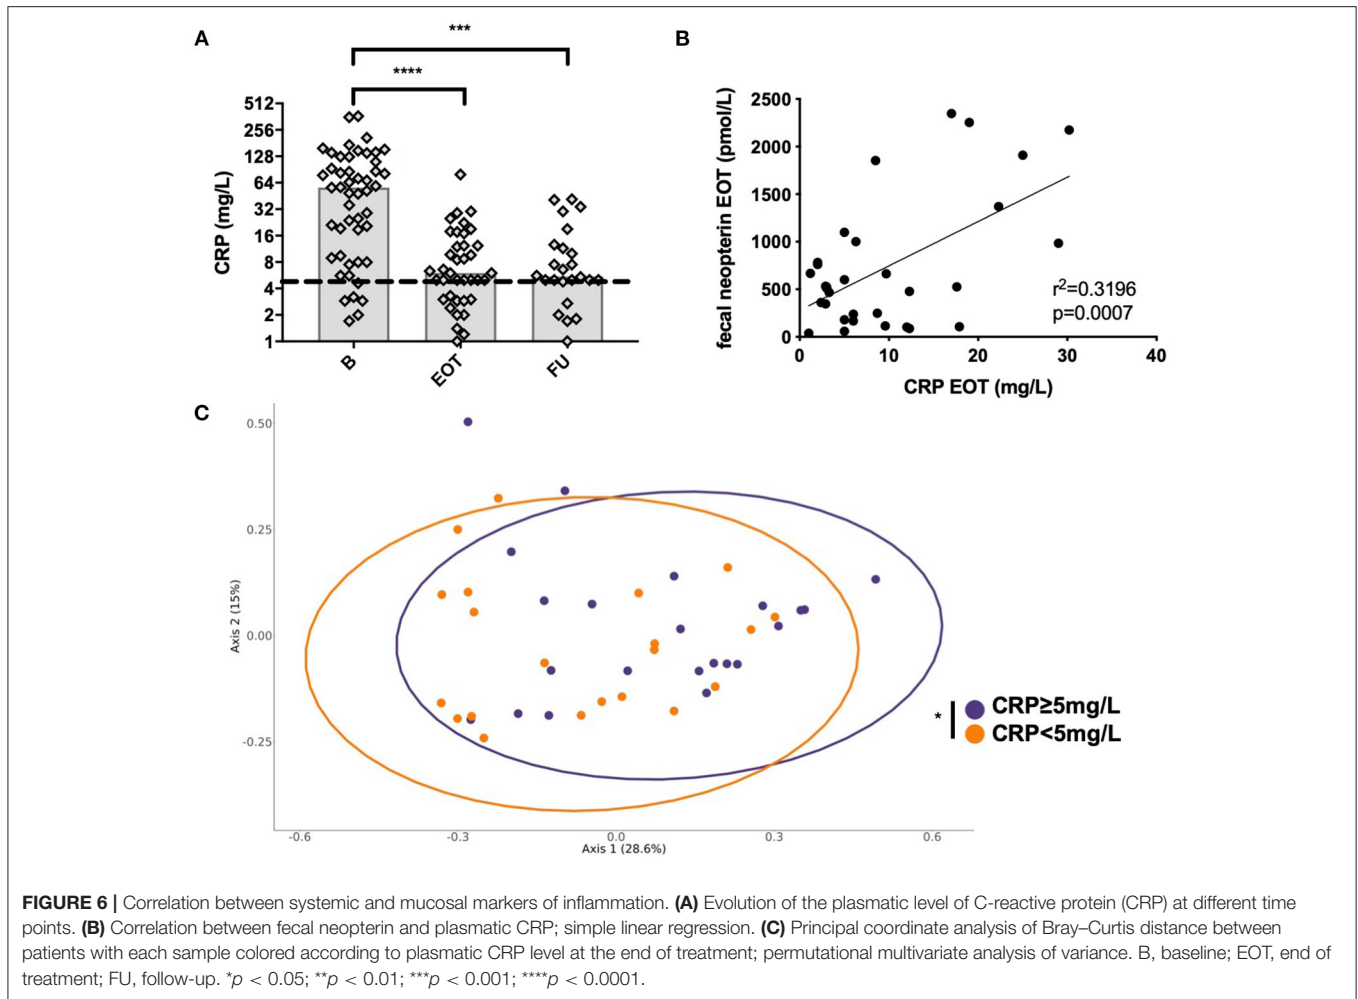 A
***
****
512
256
128
64
32
16
8
4
2
1
CRP (mg/L)
B
EOT
FU
B
2500
2000
1500
1000
500
0
fecal neopterin EOT (pmol/L)
r²=0.3196
p=0.0007
0 10 20 30 40
CRP EOT (mg/L)
C
0.50
0.25
0.00
-0.25
Axis 2 (15%)
* CRP≥5mg/L
CRP<5mg/L
-0.6 -0.3 0.0 0.3 0.6
Axis 1 (28.6%)
FIGURE 6 | Correlation between systemic and mucosal markers of inflammation. (A) Evolution of the plasmatic level of C-reactive protein (CRP) at different time
points. (B) Correlation between fecal neopterin and plasmatic CRP; simple linear regression. (C) Principal coordinate analysis of Bray–Curtis distance between
patients with each sample colored according to plasmatic CRP level at the end of treatment; permutational multivariate analysis of variance. B, baseline; EOT, end of
treatment; FU, follow-up. *p < 0.05; **p < 0.01; ***p < 0.001; ****p < 0.0001.